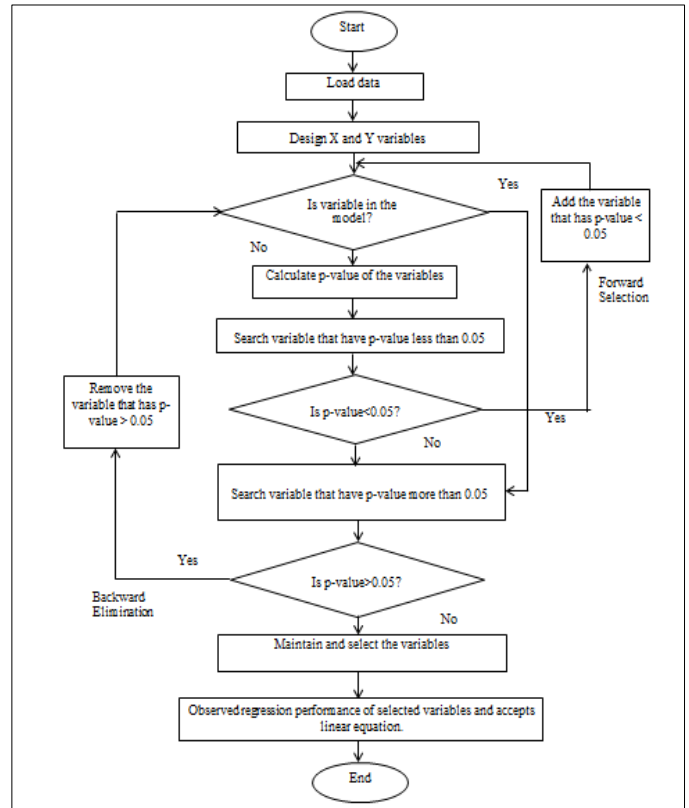 Start
Load data
Design X and Y variables
Is variable in the
model?
Yes
Add the variable
that has p-value <
0.05
No
Calculate p-value of the variables
Forward
Selection
Search variable that have p-value less than 0.05
Remove the
variable that has p-
value > 0.05
Is p-value<0.05?
Yes
No
Search variable that have p-value more than 0.05
Yes
Is p-value>0.05?
Backward
Elimination
No
Maintain and select the variables
Observed regression performance of selected variables and accepts
linear equation.
End